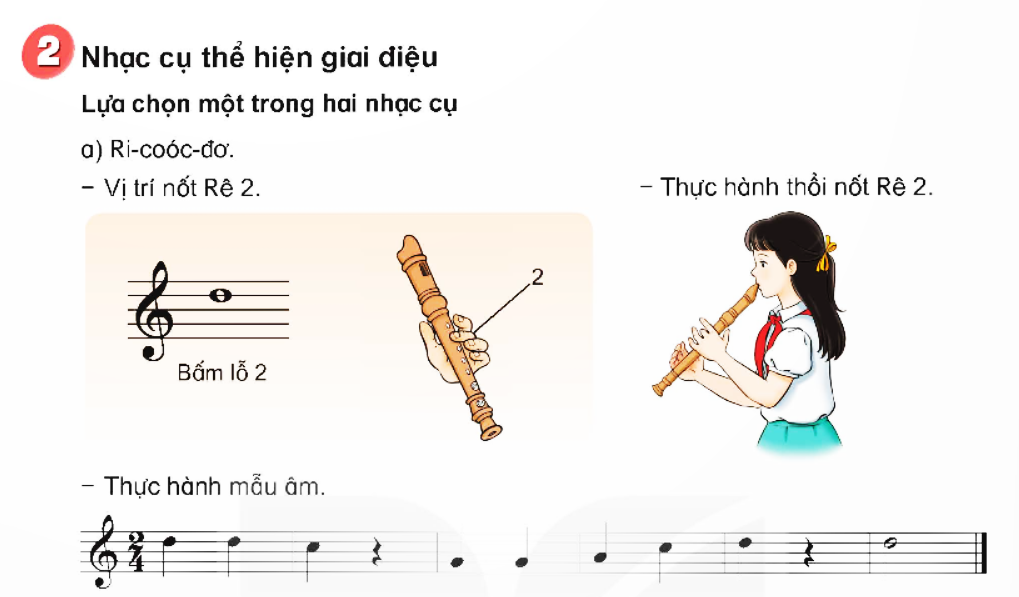 2 Nhạc cụ thể hiện giai điệu
Lựa chọn một trong hai nhạc cụ
a) Ri-coóc-đơ.
– Vị trí nốt Rê 2.
– Thực hành thổi nốt Rê 2.
2
Bấm lỗ 2
– Thực hành mẫu âm.
2
4